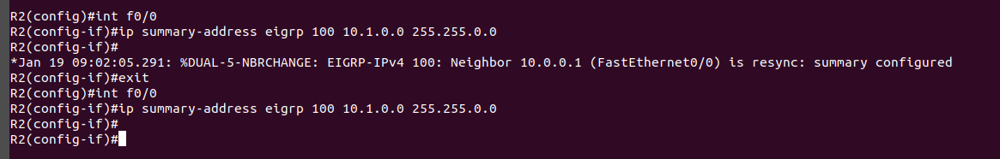 R2(config)#int f0/0
R2(config-if)#ip summary-address eigrp 100 10.1.0.0 255.255.0.0
R2(config-if)#
*Jan 19 09:02:05.291: %DUAL-5-NBRCHANGE: EIGRP-IPv4 100: Neighbor 10.0.0.1 (FastEthernet0/0) is resync: summary configured
R2(config-if)#exit
R2(config)#int f0/0
R2(config-if)#ip summary-address eigrp 100 10.1.0.0 255.255.0.0
R2(config-if)#
R2(config-if)#